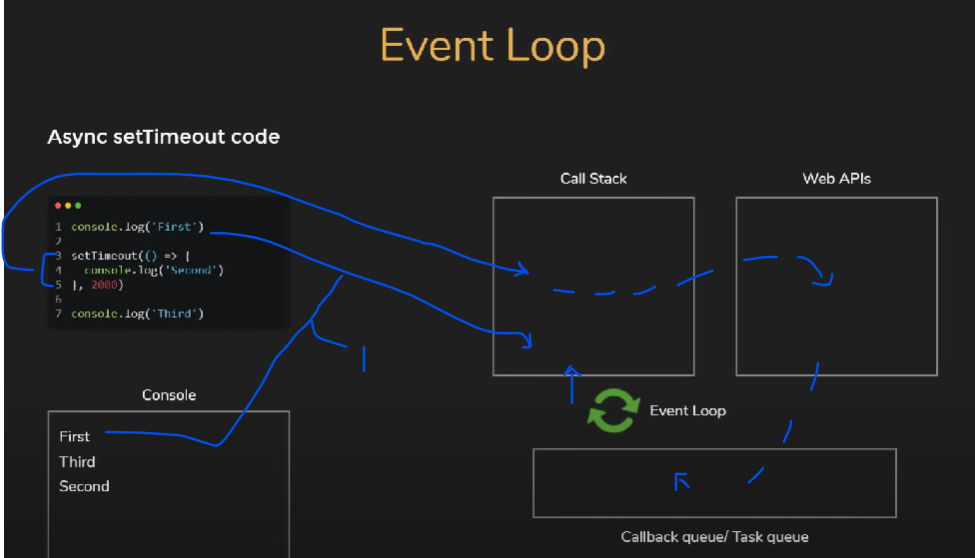 Event Loop
Async setTimeout code
Call Stack
Web APIs
1 console.log('First')
2
3 setTimeout(() => {
4 console.log('Second')
5 }, 2000)
6
7 console.log('Third')
1
Console
Event Loop
First
Third
Second
Callback queue/ Task queue